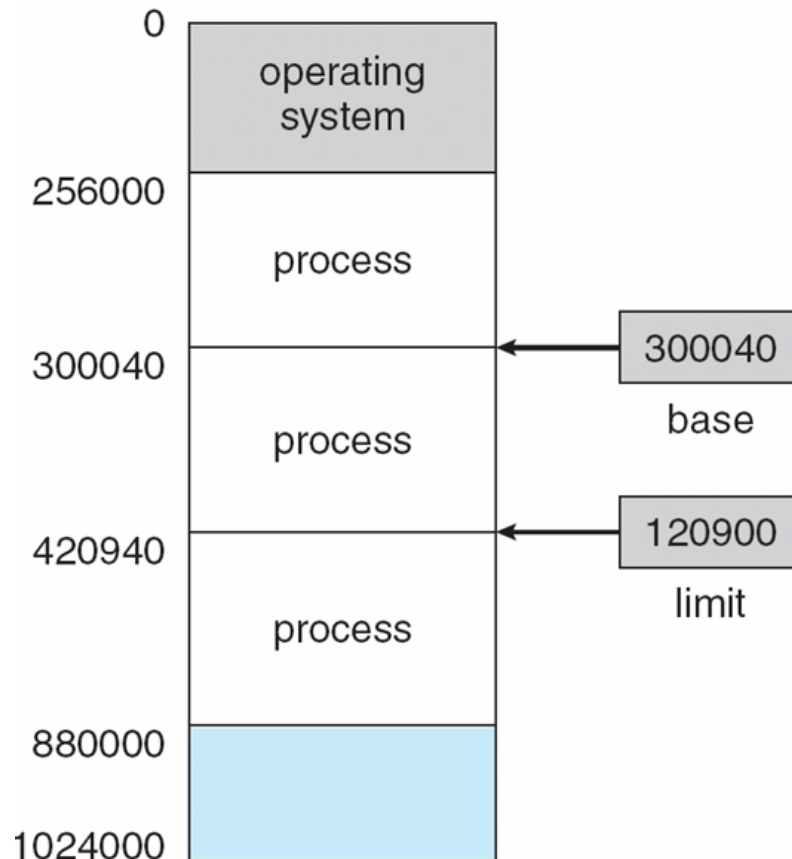 0
operating
system
256000
process
300040
300040
base
process
420940
120900
limit
process
880000
1024000